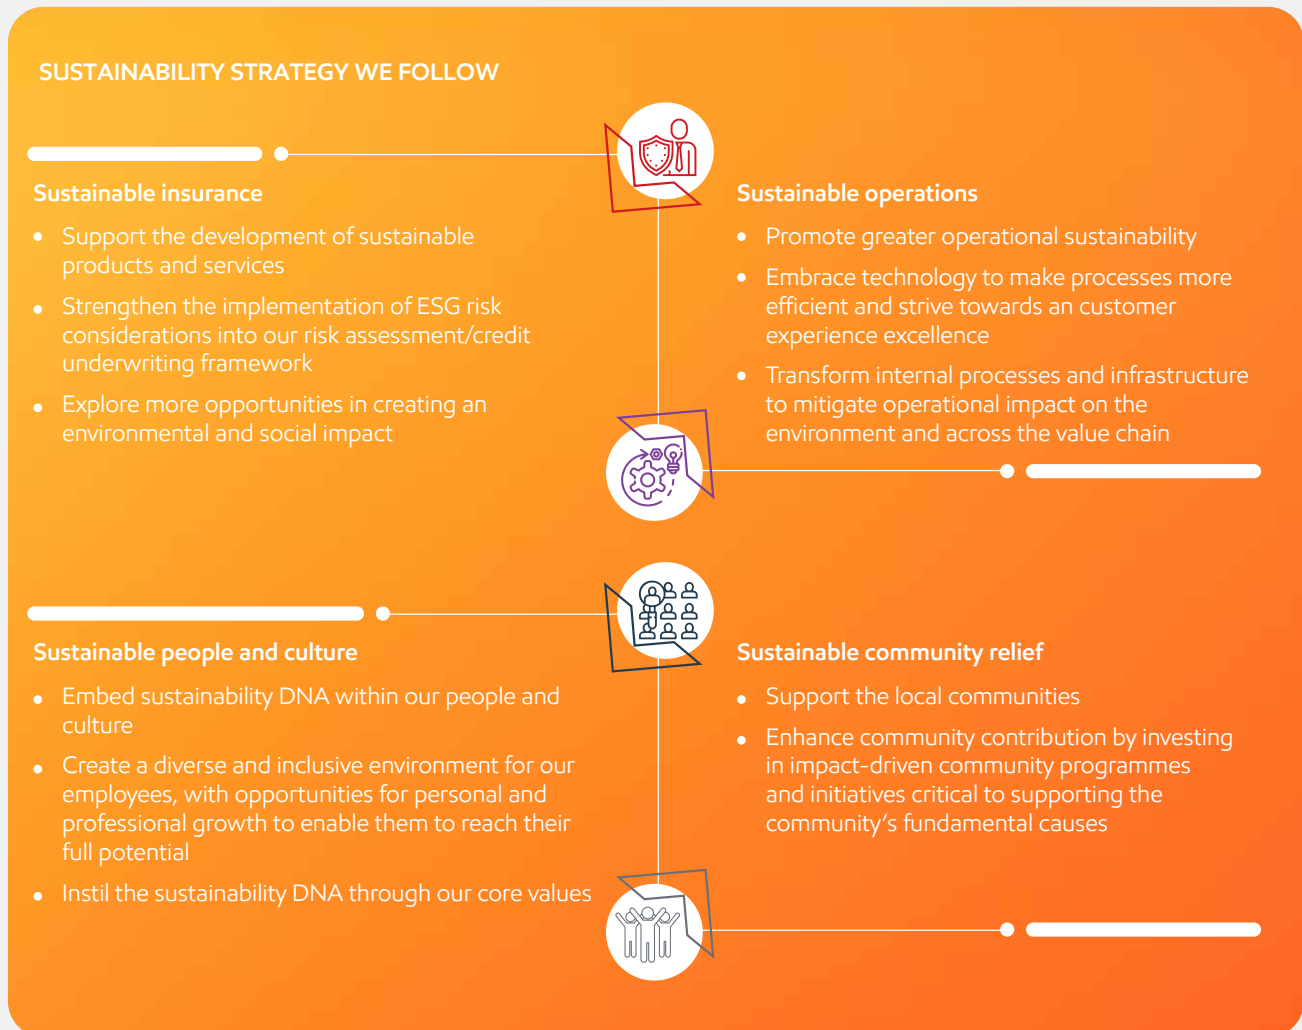 SUSTAINABILITY STRATEGY WE FOLLOW
Sustainable insurance
• Support the development of sustainable
products and services
• Strengthen the implementation of ESG risk
considerations into our risk assessment/credit
underwriting framework
• Explore more opportunities in creating an
environmental and social impact
Sustainable operations
• Promote greater operational sustainability
• Embrace technology to make processes more
efficient and strive towards an customer
experience excellence
• Transform internal processes and infrastructure
to mitigate operational impact on the
environment and across the value chain
Sustainable people and culture
• Embed sustainability DNA within our people and
culture
• Create a diverse and inclusive environment for our
employees, with opportunities for personal and
professional growth to enable them to reach their
full potential
• Instil the sustainability DNA through our core values
Sustainable community relief
• Support the local communities
• Enhance community contribution by investing
in impact-driven community programmes
and initiatives critical to supporting the
community's fundamental causes